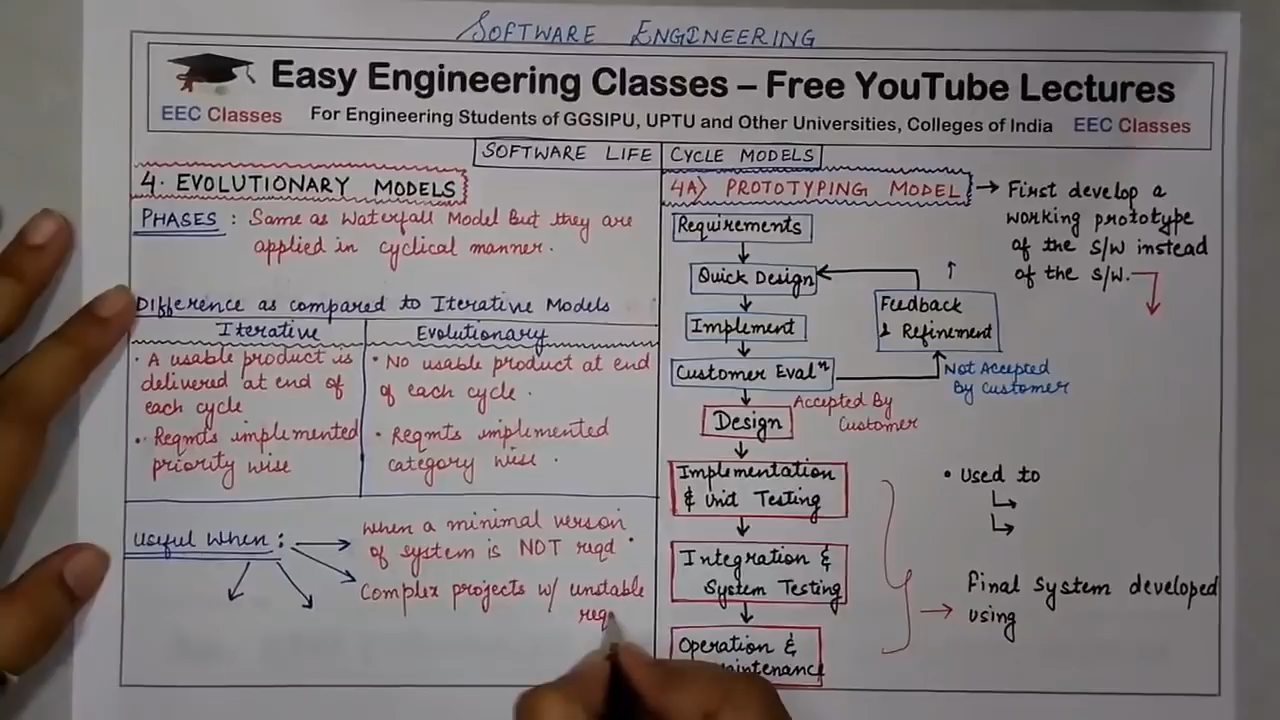 SOFTWARE ENGINEERING
Easy Engineering Classes – Free YouTube Lectures
EEC Classes For Engineering Students of GGSIPU, UPTU and Other Universities, Colleges of India EEC Classes
SOFTWARE LIFE CYCLE MODELS
4. EVOLUTIONARY MODELS
PHASES : Same as Waterfall Model But they are
applied in cyclical manner.
Difference as compared to Iterative Models
Iterative
• A usable product is
delivered at end of
each cycle
• Reqmts implemented
priority wise
Evolutionary
• No usable product at end
of each cycle.
• Reqmts implemented
category wise.
Useful When :
When a minimal verson
of system is NOT reqd.
Complex projects w/ unstable
req
4A) PROTOTYPING MODEL → First develop a
working prototype
of the S/W instead
of the S/W.
Requirements
Quick Design
Implement
Customer Evalⁿ
Feedback
& Refinement
Not Accepted
By Customer
Accepted By
Customer
Design
Implementation
& Unit Testing
Integration &
System Testing
Operation &
Maintenance
• Used to
Final System developed
using